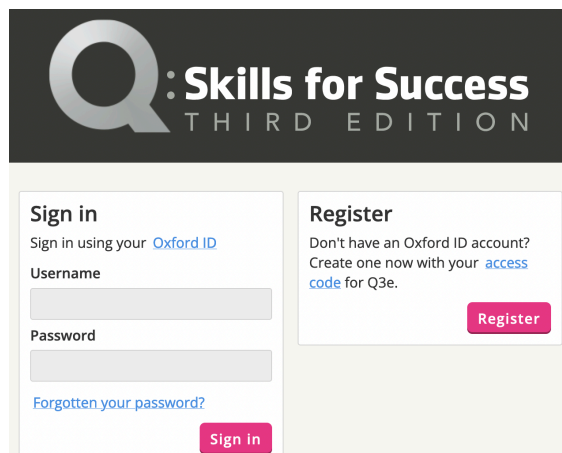 Q: Skills for Success
THIRD EDITION
Sign in
Sign in using your Oxford ID
Username
Password
Forgotten your password?
Sign in
Register
Don't have an Oxford ID account?
Create one now with your access
code for Q3e.
Register